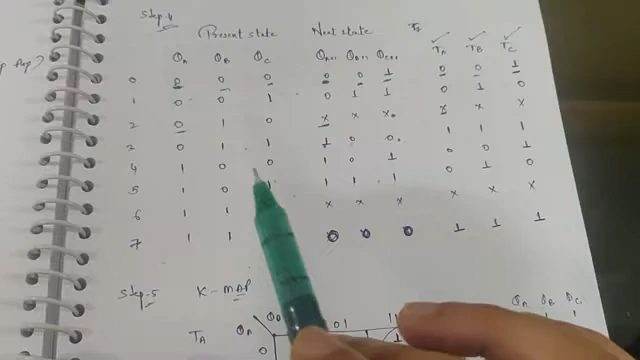 Step-4
Present state Next state
QA QB QC QA+1 QB+1 QC+1 TA TB TC
0 0 0 0 0 0 1 0 0 1
1 0 0 1 0 1 1 0 1 0
2 0 1 0 x x x x x x
3 0 1 1 1 0 0 1 1 1
4 1 0 0 1 0 1 0 0 1
5 1 0 1 1 1 1 0 1 0
6 1 1 x x x x x x
7 1 1 0 0 0 1 1 1
Step-5 K-MAP
QA QB QC
TA QA 01 11
0 1